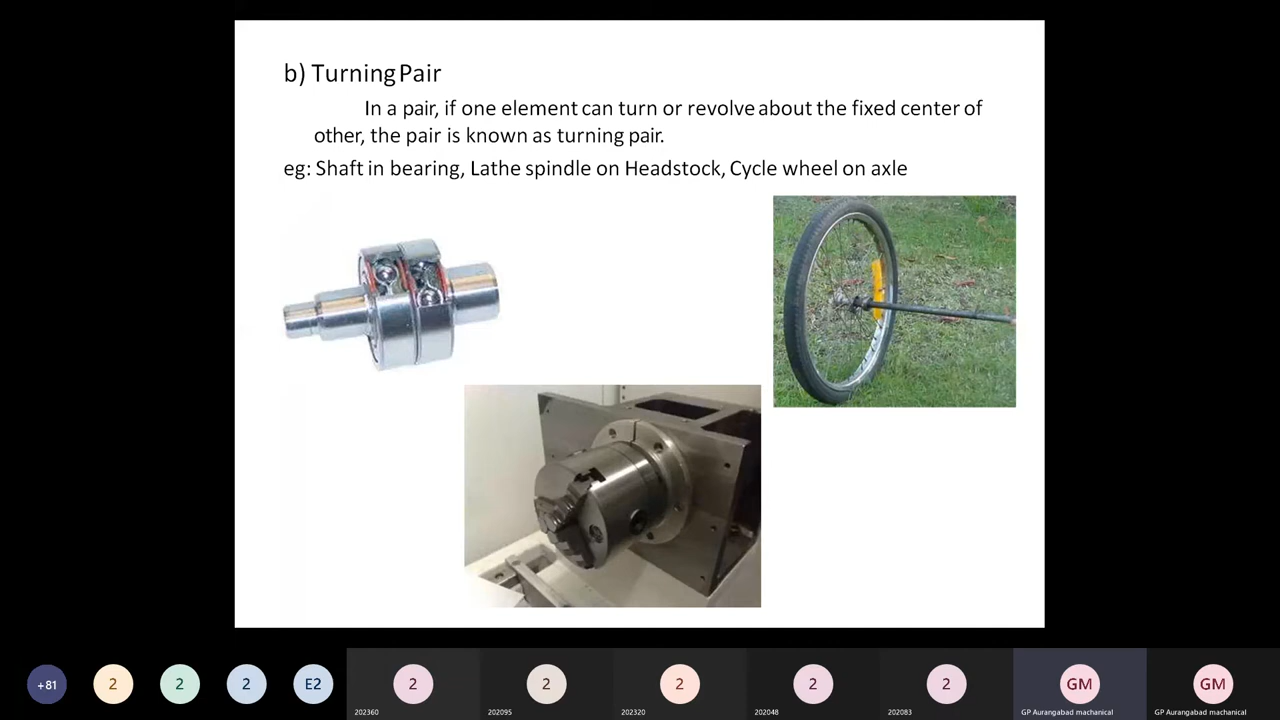 b) Turning Pair
In a pair, if one element can turn or revolve about the fixed center of
other, the pair is known as turning pair.
eg: Shaft in bearing, Lathe spindle on Headstock, Cycle wheel on axle
+81
2
2
2
E2
2
2
2
2
2
GM
GM
202360
202095
202320
202048
202083
GP Aurangabad machanical
GP Aurangabad machanical